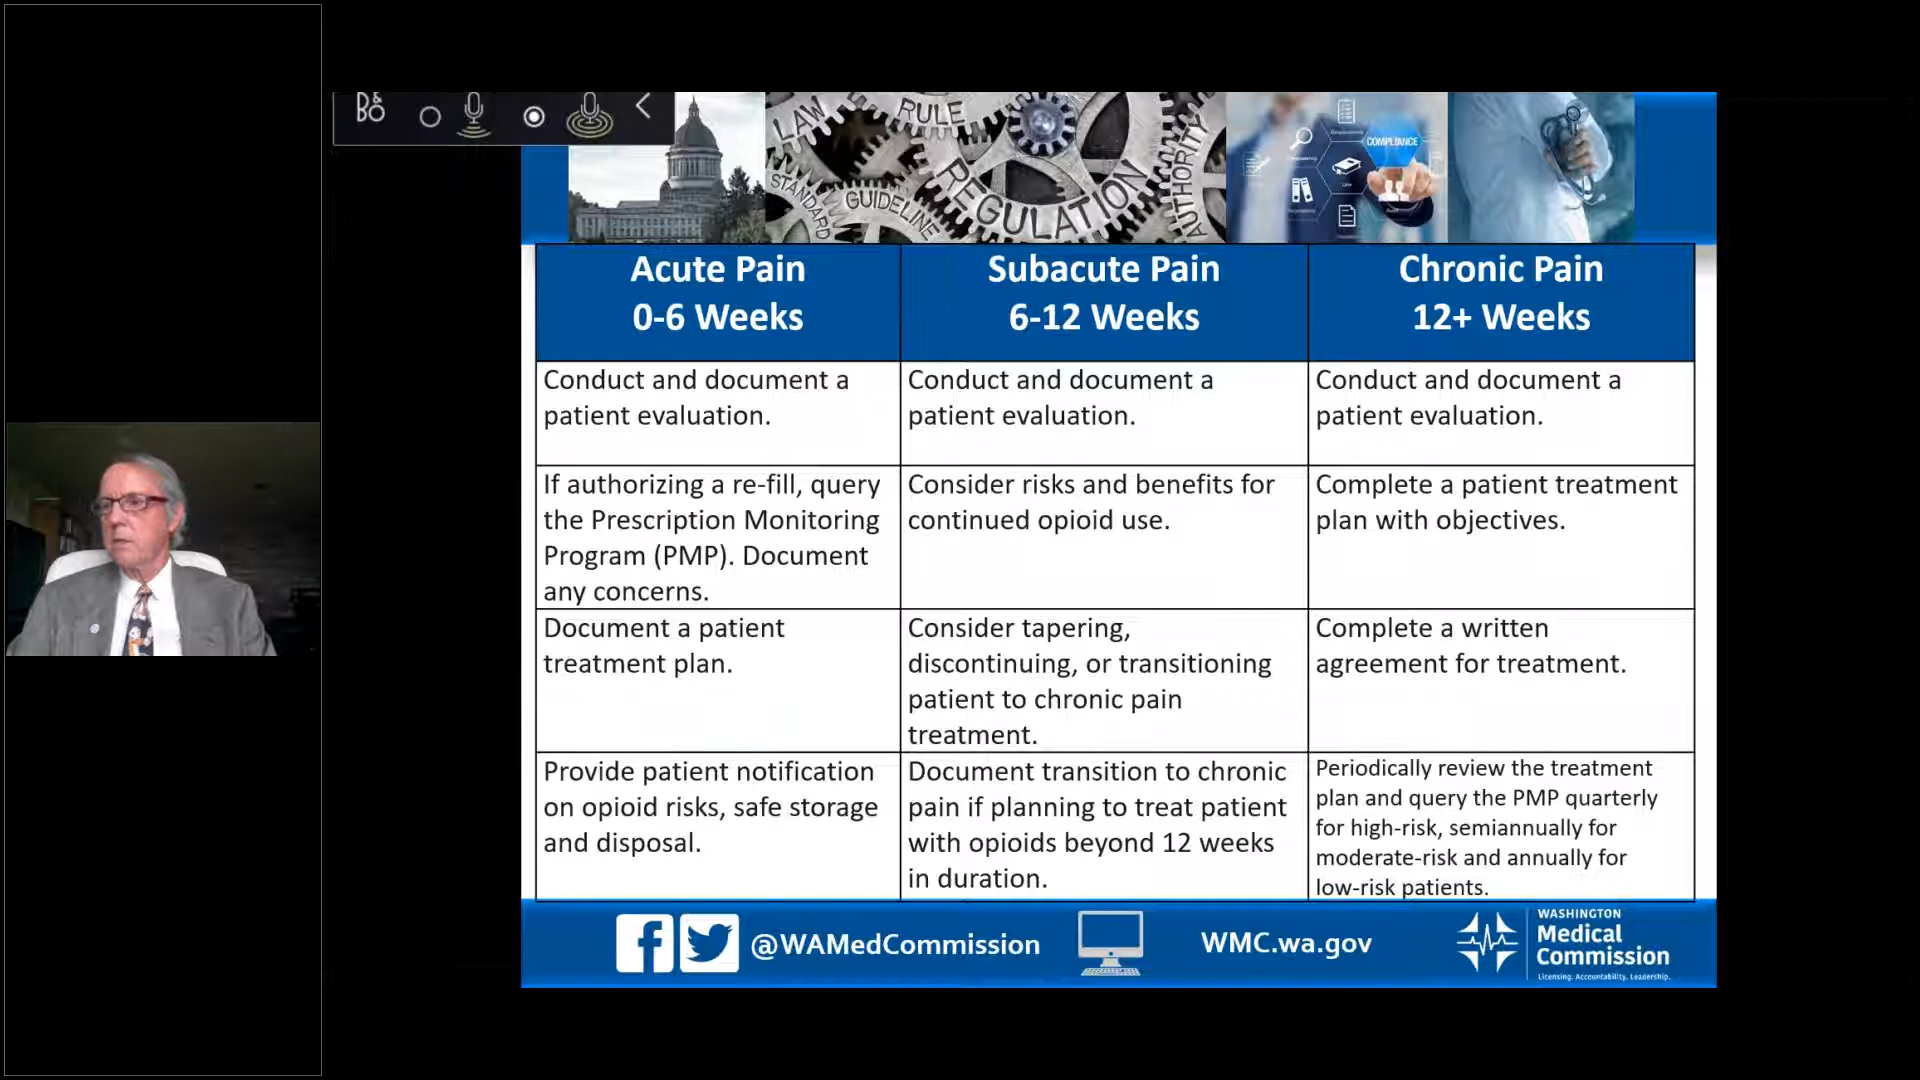 B&O
LAW
RULE
STANDARD
GUIDELINE
REGULATION
AUTHORITY
COMPLIANCE
Acute Pain
0-6 Weeks
Subacute Pain
6-12 Weeks
Chronic Pain
12+ Weeks
Conduct and document a
patient evaluation.
Conduct and document a
patient evaluation.
Conduct and document a
patient evaluation.
If authorizing a re-fill, query
the Prescription Monitoring
Program (PMP). Document
any concerns.
Consider risks and benefits for
continued opioid use.
Complete a patient treatment
plan with objectives.
Document a patient
treatment plan.
Consider tapering,
discontinuing, or transitioning
patient to chronic pain
treatment.
Complete a written
agreement for treatment.
Provide patient notification
on opioid risks, safe storage
and disposal.
Document transition to chronic
pain if planning to treat patient
with opioids beyond 12 weeks
in duration.
Periodically review the treatment
plan and query the PMP quarterly
for high-risk, semiannually for
moderate-risk and annually for
low-risk patients.
@WAMedCommission
WMC.wa.gov
WASHINGTON
Medical
Commission
Licensing. Accountability. Leadership.